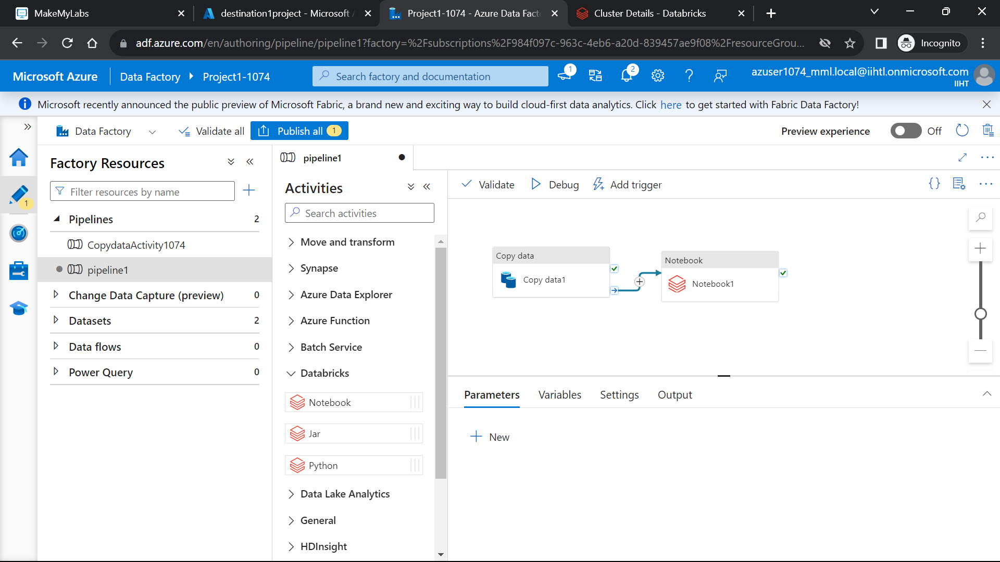 MakeMyLabs
destination1project - Microsoft A
Project1-1074 - Azure Data Facto
Cluster Details - Databricks
adf.azure.com/en/authoring/pipeline/pipeline1?factory=%2Fsubscriptions%2F984f097c-963c-4eb6-a20d-839457ae9f08%2FresourceGrou...
Incognito
Microsoft Azure
Data Factory
Project1-1074
Search factory and documentation
1
2
azuser1074_mml.local@iihtl.onmicrosoft.com
IIHT
Microsoft recently announced the public preview of Microsoft Fabric, a brand new and exciting way to build cloud-first data analytics. Click here to get started with Fabric Data Factory!
Data Factory
Validate all
Publish all 1
Preview experience
Off
1
Factory Resources
Filter resources by name
Pipelines 2
CopydataActivity1074
pipeline1
Change Data Capture (preview) 0
Datasets 2
Data flows 0
Power Query 0
pipeline1
Activities
Search activities
Move and transform
Synapse
Azure Data Explorer
Azure Function
Batch Service
Databricks
Notebook
Jar
Python
Data Lake Analytics
General
HDInsight
Validate
Debug
Add trigger
Copy data
Copy data1
Notebook
Notebook1
Parameters
Variables
Settings
Output
New